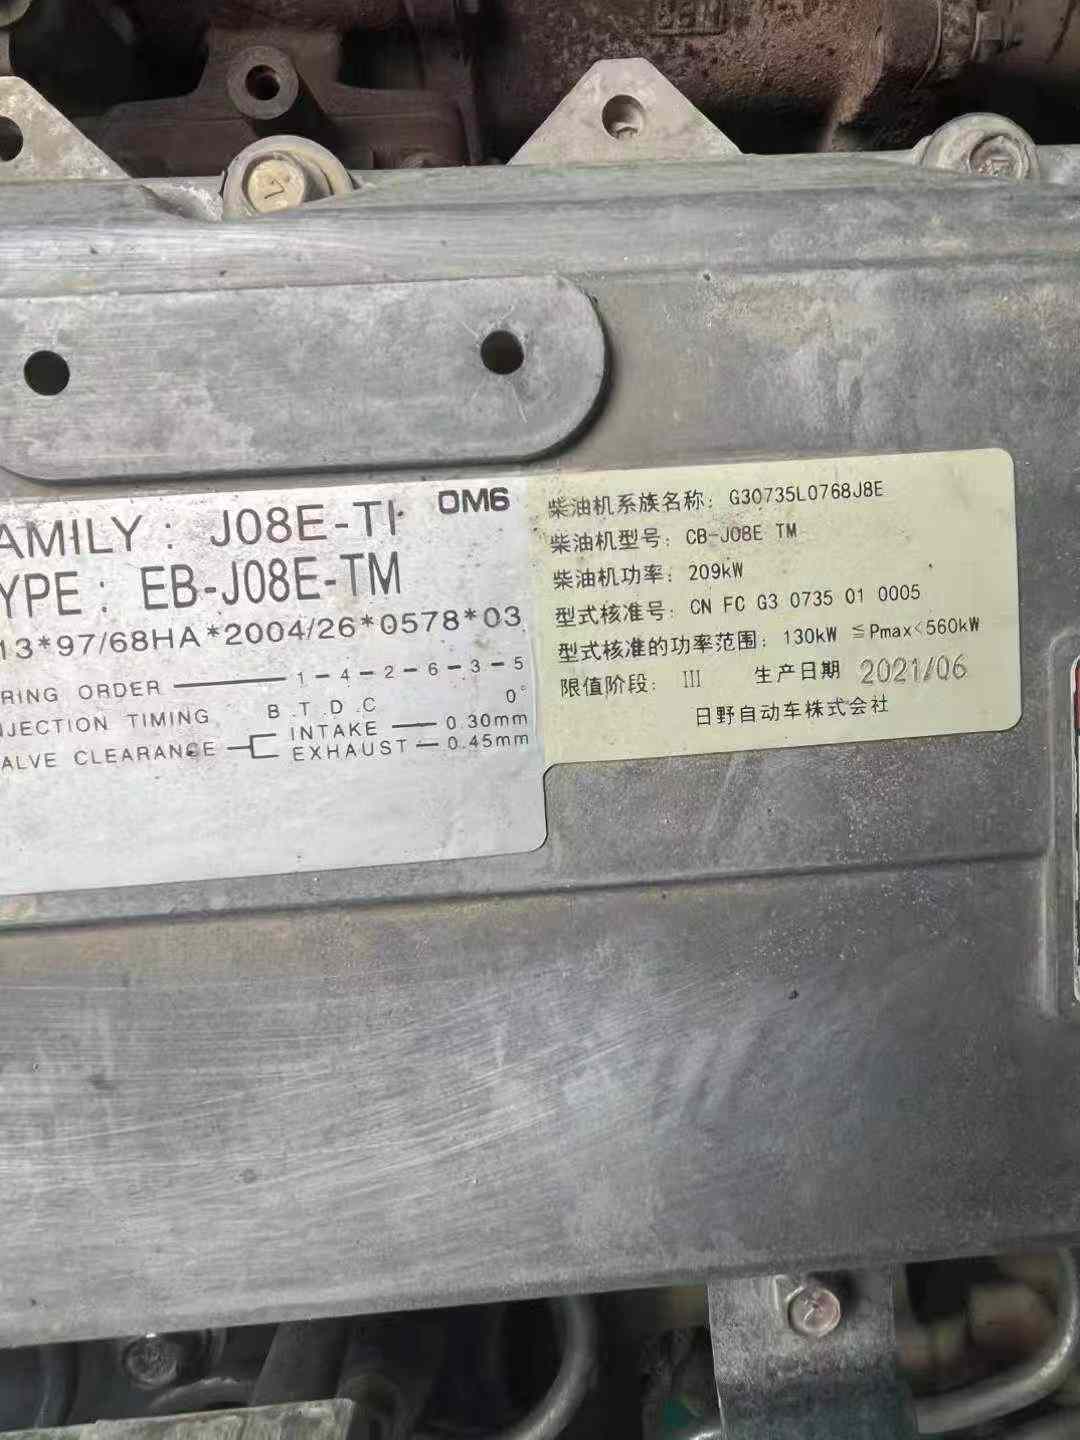 AMILY : J08E-TI
OM6
YPE : EB-J08E-TM
13*97/68HA*2004/26*0578*03
RING ORDER 1-4-2-6-3-5
NJECTION TIMING B.T.D.C 0°
ALVE CLEARANCE INTAKE 0.30mm
EXHAUST 0.45mm
柴油机系族名称: G30735L0768J8E
柴油机型号: CB-J08E TM
柴油机功率: 209kW
型式核准号: CN FC G3 0735 01 0005
型式核准的功率范围: 130kW ≦Pmax<560kW
限值阶段: III 生产日期 2021/06
日野自动车株式会社
7